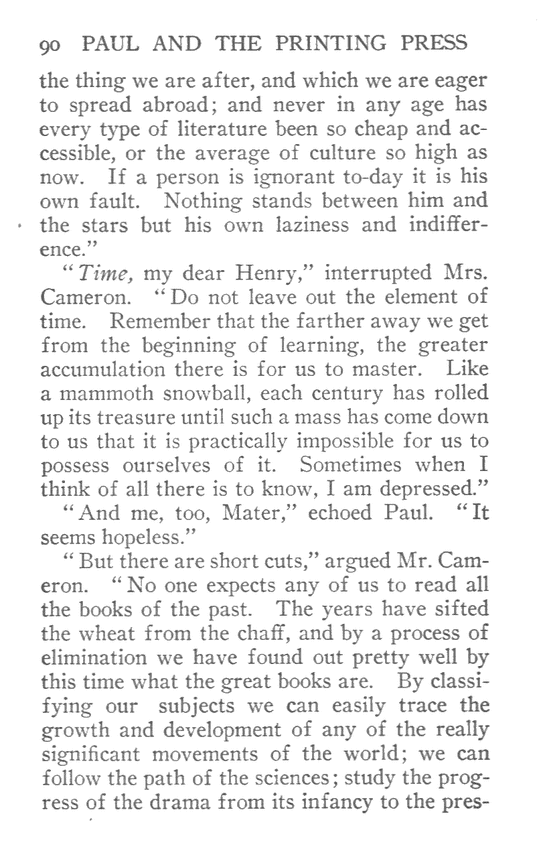 90 PAUL AND THE PRINTING PRESS
the thing we are after, and which we are eager
to spread abroad; and never in any age has
every type of literature been so cheap and ac-
cessible, or the average of culture so high as
now. If a person is ignorant to-day it is his
own fault. Nothing stands between him and
the stars but his own laziness and indiffer-
ence."
"Time, my dear Henry," interrupted Mrs.
Cameron. "Do not leave out the element of
time. Remember that the farther away we get
from the beginning of learning, the greater
accumulation there is for us to master. Like
a mammoth snowball, each century has rolled
up its treasure until such a mass has come down
to us that it is practically impossible for us to
possess ourselves of it. Sometimes when I
think of all there is to know, I am depressed."
"And me, too, Mater," echoed Paul. "It
seems hopeless."
"But there are short cuts," argued Mr. Cam-
eron. "No one expects any of us to read all
the books of the past. The years have sifted
the wheat from the chaff, and by a process of
elimination we have found out pretty well by
this time what the great books are. By classi-
fying our subjects we can easily trace the
growth and development of any of the really
significant movements of the world; we can
follow the path of the sciences; study the prog-
ress of the drama from its infancy to the pres-